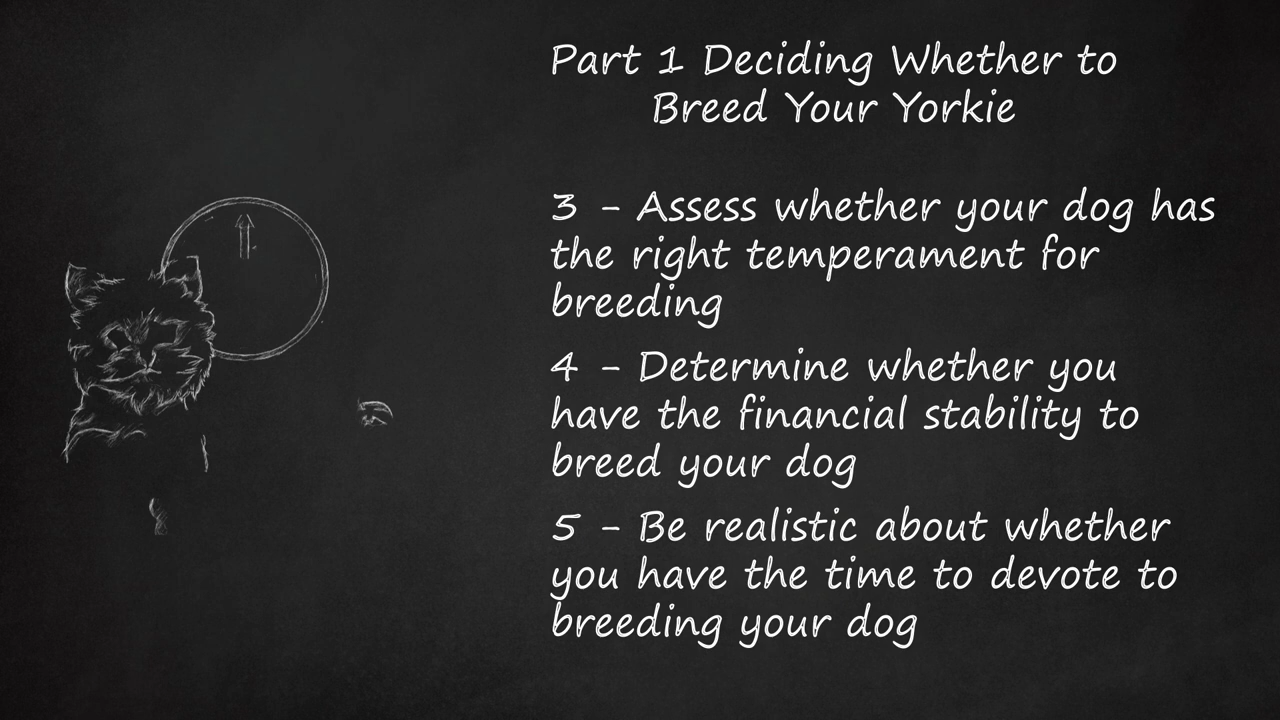 Part 1 Deciding Whether to
Breed Your Yorkie
3 - Assess whether your dog has
the right temperament for
breeding
4 - Determine whether you
have the financial stability to
breed your dog
5 - Be realistic about whether
you have the time to devote to
breeding your dog